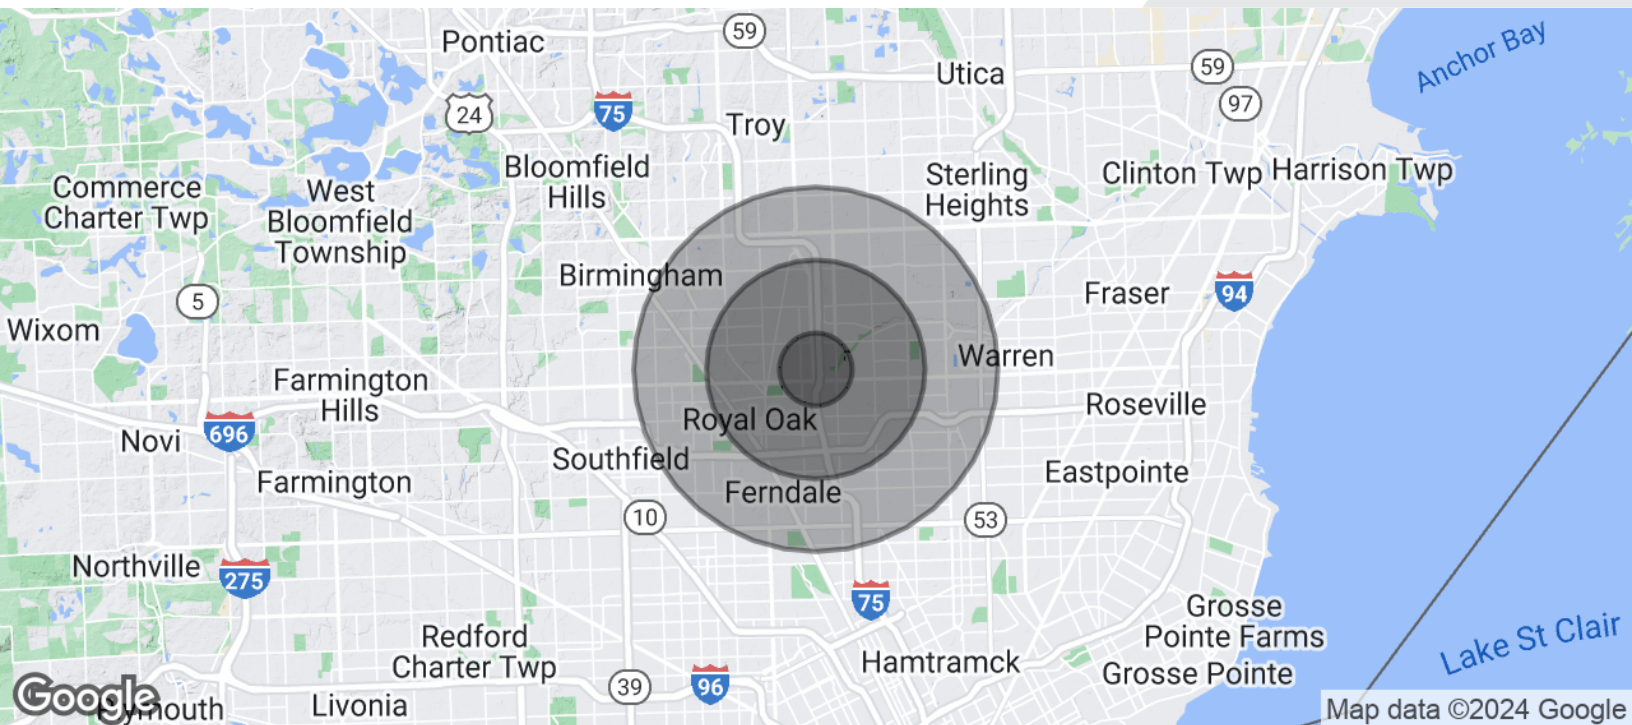 Pontiac
59
Utica
59
Anchor Bay
97
24
75
Troy
Bloomfield
Hills
Commerce
Charter Twp
West
Bloomfield
Township
Sterling
Heights
Clinton Twp
Harrison Twp
Birmingham
5
Fraser
94
Wixom
Warren
Farmington
Hills
Royal Oak
Roseville
Novi
696
Southfield
Farmington
Ferndale
Eastpointe
10
53
Northville
275
75
Grosse
Pointe Farms
Redford
Charter Twp
Hamtramck
Grosse Pointe
Lake St Clair
39
96
Google
Plymouth
Livonia
Map data ©2024 Google